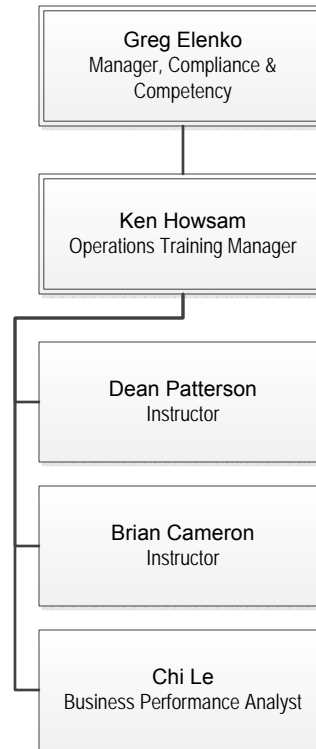 Greg Elenko
Manager, Compliance &
Competency
Ken Howsam
Operations Training Manager
Dean Patterson
Instructor
Brian Cameron
Instructor
Chi Le
Business Performance Analyst